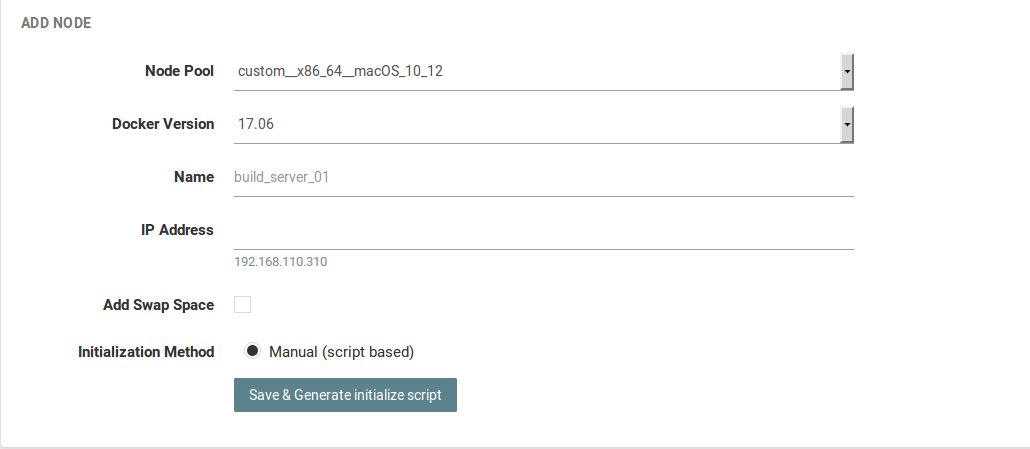 ADD NODE
Node Pool custom__x86_64__macOS_10_12
Docker Version 17.06
Name build_server_01
IP Address
192.168.110.310
Add Swap Space
Initialization Method Manual (script based)
Save & Generate initialize script